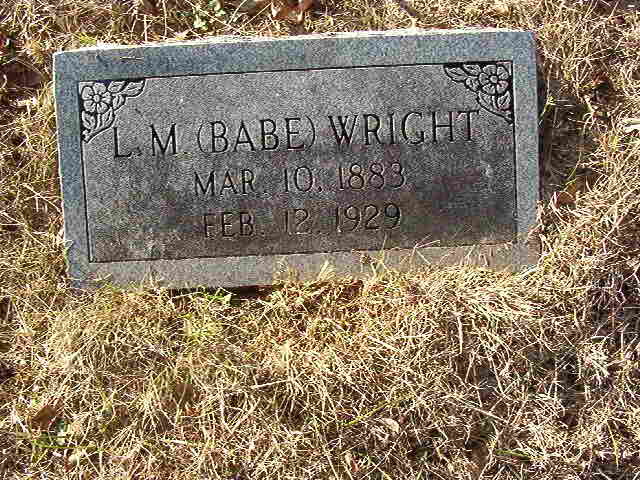 L. M. (BABE) WRIGHT
MAR. 10, 1883
FEB. 12, 1929